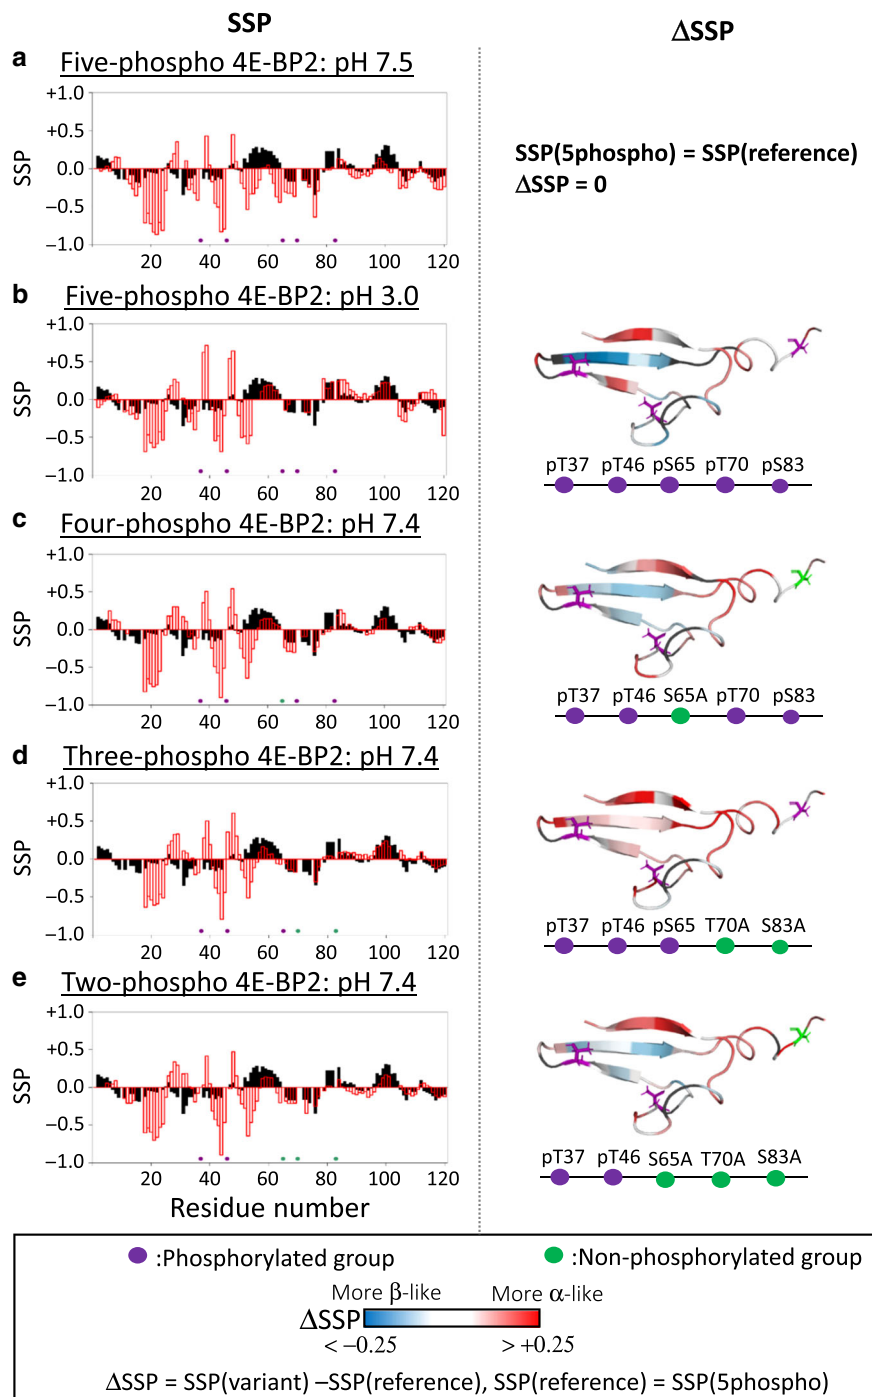 SSP
ΔSSP
a
Five-phospho 4E-BP2: pH 7.5
+1.0
+0.5
0.0
−0.5
−1.0
SSP
20 40 60 80 100 120
SSP(5phospho) = SSP(reference)
ΔSSP = 0
b
Five-phospho 4E-BP2: pH 3.0
+1.0
+0.5
0.0
−0.5
−1.0
SSP
20 40 60 80 100 120
pT37 pT46 pS65 pT70 pS83
c
Four-phospho 4E-BP2: pH 7.4
+1.0
+0.5
0.0
−0.5
−1.0
SSP
20 40 60 80 100 120
pT37 pT46 S65A pT70 pS83
d
Three-phospho 4E-BP2: pH 7.4
+1.0
+0.5
0.0
−0.5
−1.0
SSP
20 40 60 80 100 120
pT37 pT46 pS65 T70A S83A
e
Two-phospho 4E-BP2: pH 7.4
+1.0
+0.5
0.0
−0.5
−1.0
SSP
20 40 60 80 100 120
Residue number
pT37 pT46 S65A T70A S83A
:Phosphorylated group
:Non-phosphorylated group
More β-like More α-like
ΔSSP
< −0.25 > +0.25
ΔSSP = SSP(variant) −SSP(reference), SSP(reference) = SSP(5phospho)